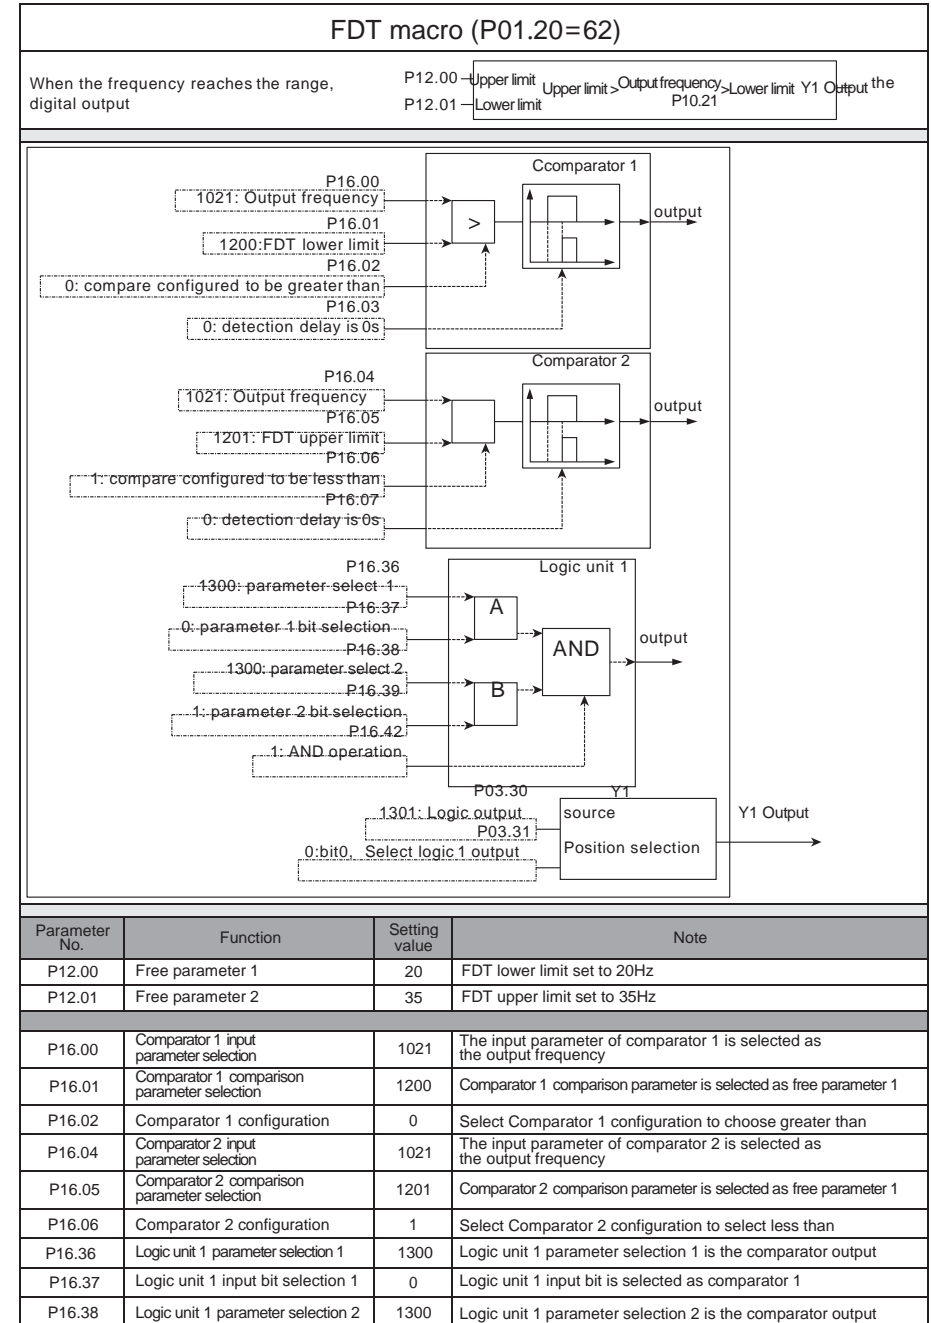 FDT macro (P01.20=62)
When the frequency reaches the range,
digital output
P12.00
P12.01
Upper limit
Lower limit
Upper limit >
Output frequency
P10.21
>Lower limit
Y1 Output the
Ccomparator 1
P16.00
1021: Output frequency
P16.01
1200:FDT lower limit
P16.02
0: compare configured to be greater than
P16.03
0: detection delay is 0s
>
output
Comparator 2
P16.04
1021: Output frequency
P16.05
1201: FDT upper limit
P16.06
1: compare configured to be less than
P16.07
0: detection delay is 0s
output
P16.36
Logic unit 1
1300: parameter select 1
P16.37
0: parameter 1 bit selection
P16.38
1300: parameter select 2
P16.39
1: parameter 2 bit selection
P16.42
1: AND operation
A
B
AND
output
P03.30
Y1
1301: Logic output
P03.31
0:bit0, Select logic 1 output
source
Position selection
Y1 Output
Parameter No. Function Setting value Note
P12.00 Free parameter 1 20 FDT lower limit set to 20Hz
P12.01 Free parameter 2 35 FDT upper limit set to 35Hz
P16.00 Comparator 1 input parameter selection 1021 The input parameter of comparator 1 is selected as the output frequency
P16.01 Comparator 1 comparison parameter selection 1200 Comparator 1 comparison parameter is selected as free parameter 1
P16.02 Comparator 1 configuration 0 Select Comparator 1 configuration to choose greater than
P16.04 Comparator 2 input parameter selection 1021 The input parameter of comparator 2 is selected as the output frequency
P16.05 Comparator 2 comparison parameter selection 1201 Comparator 2 comparison parameter is selected as free parameter 1
P16.06 Comparator 2 configuration 1 Select Comparator 2 configuration to select less than
P16.36 Logic unit 1 parameter selection 1 1300 Logic unit 1 parameter selection 1 is the comparator output
P16.37 Logic unit 1 input bit selection 1 0 Logic unit 1 input bit is selected as comparator 1
P16.38 Logic unit 1 parameter selection 2 1300 Logic unit 1 parameter selection 2 is the comparator output